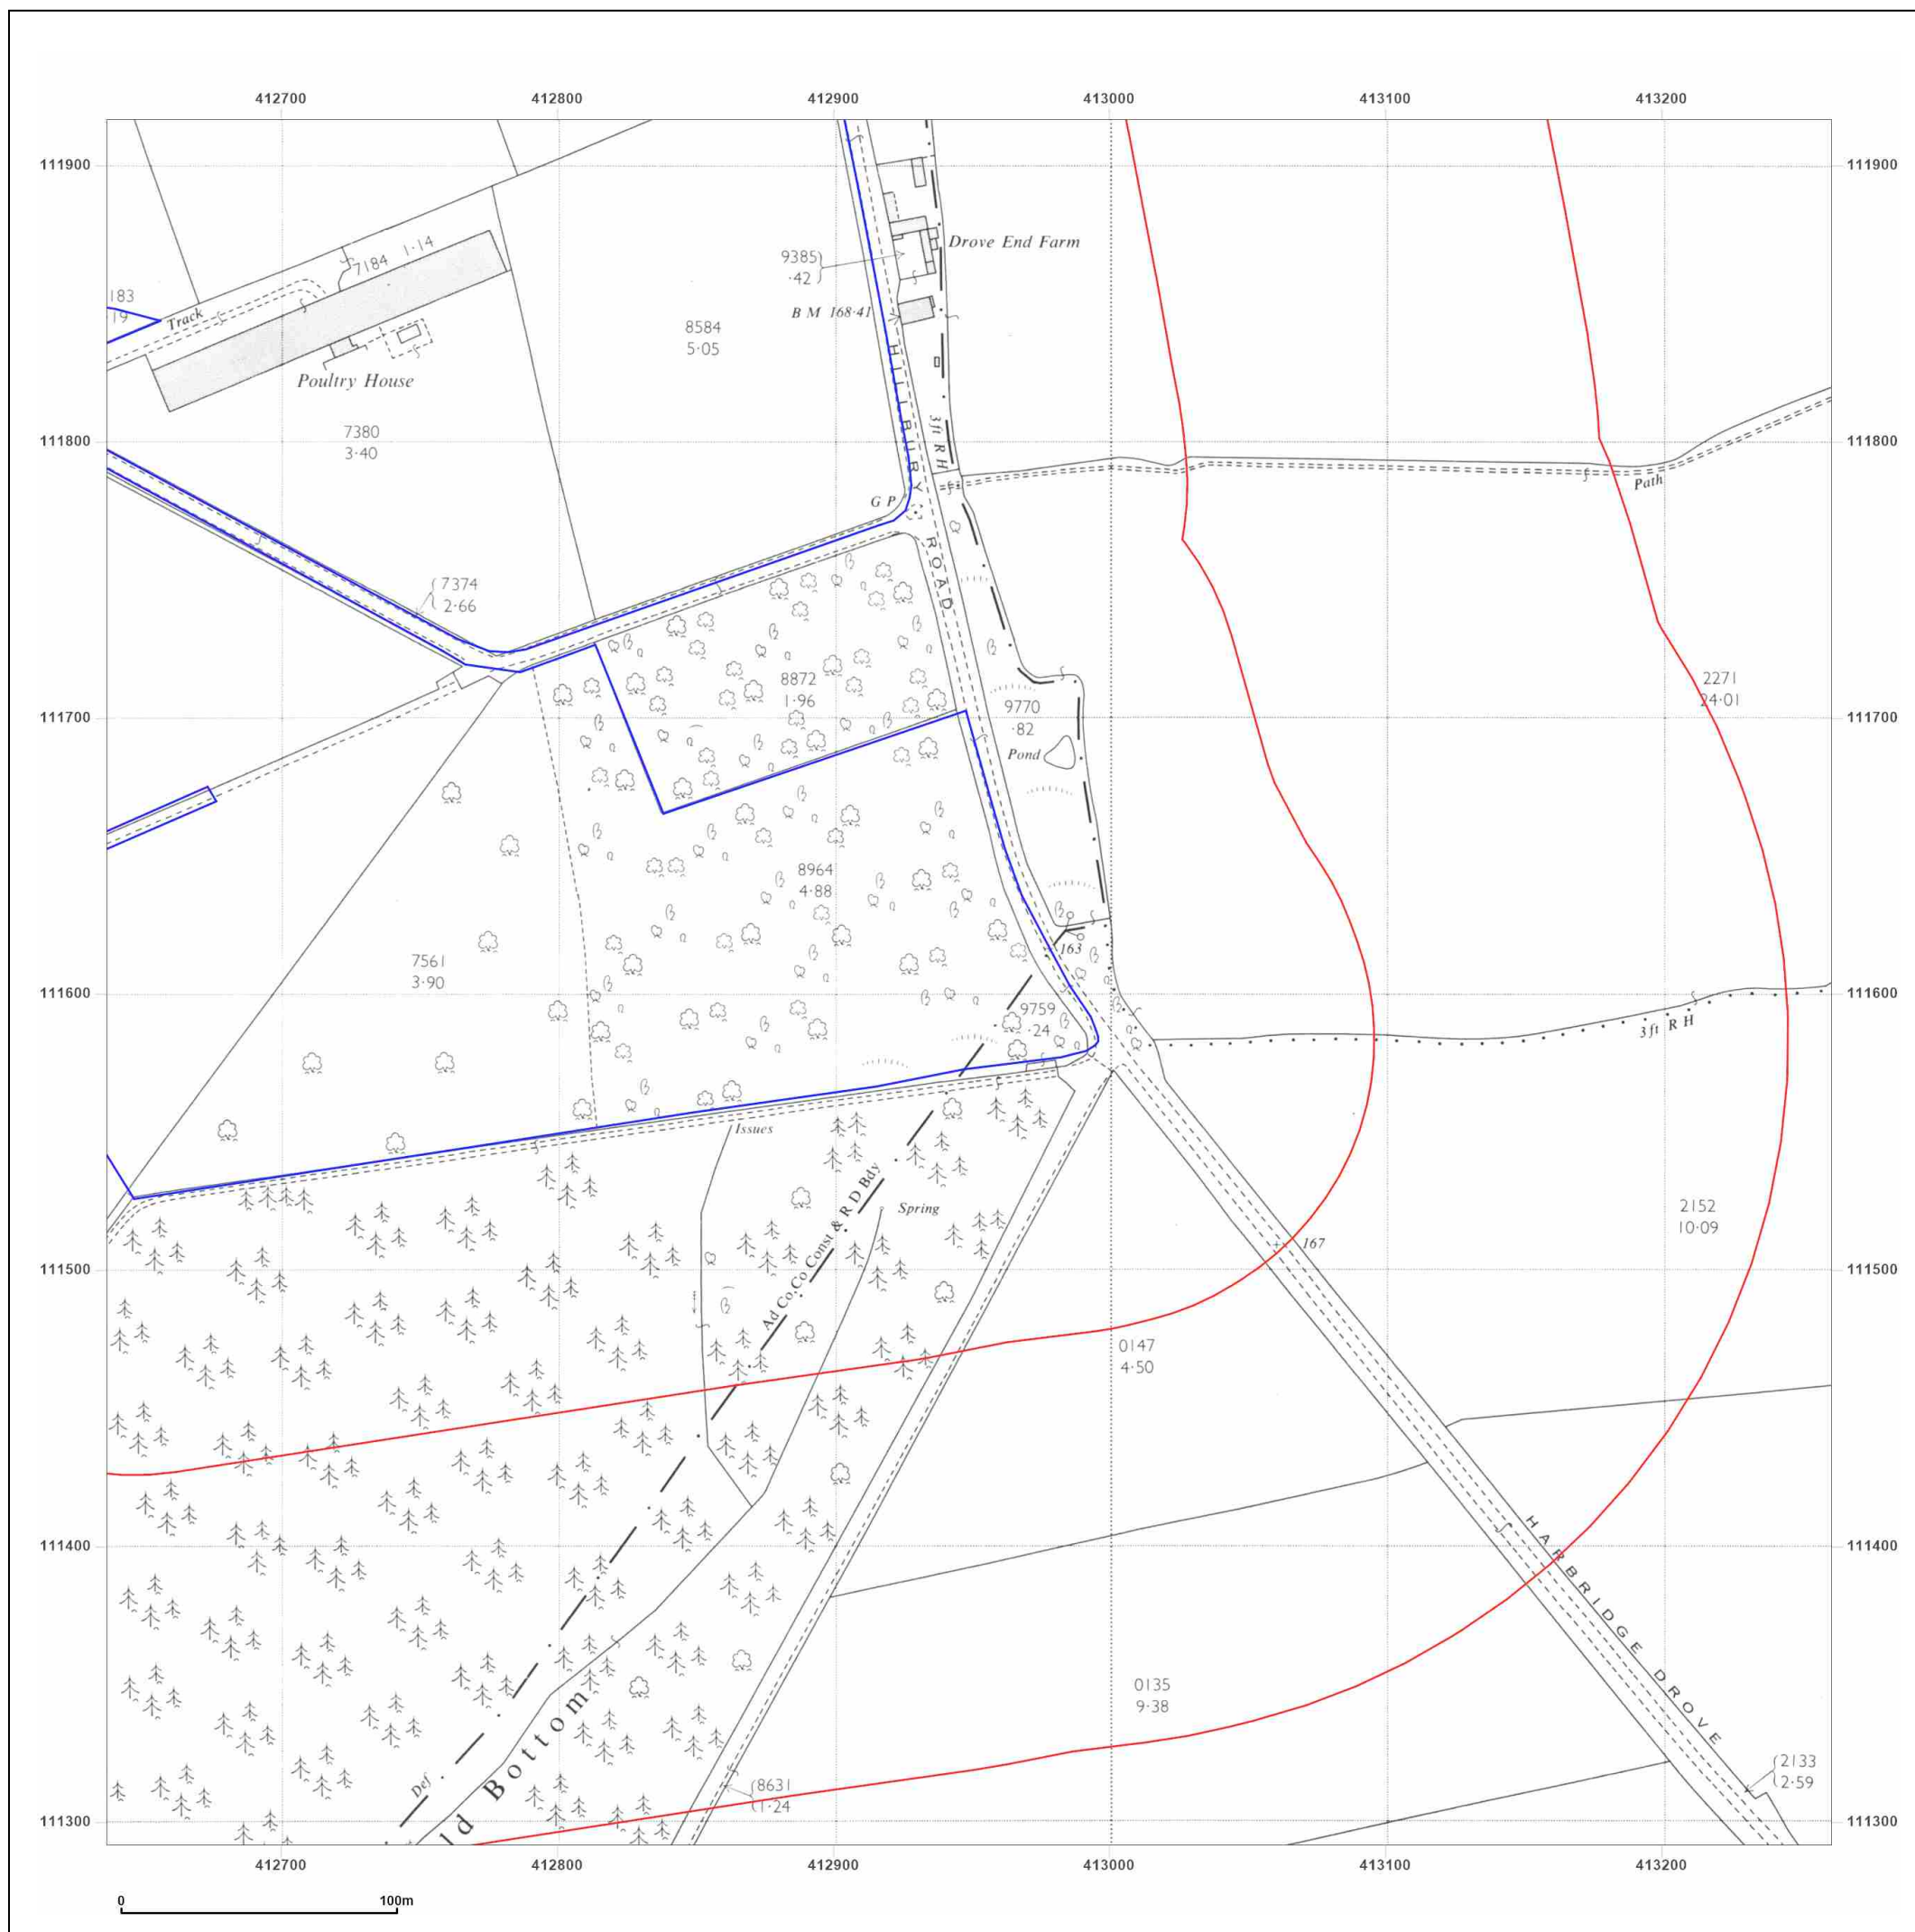 412700 412800 412900 413000 413100 413200
111900 111900
Drove End Farm
7184 1·14
9385
·42
183
19
Track
B M 168·41
8584
5·05
Poultry House
7380
3·40
111800 111800
HILLBURY ROAD
3ft R H
Path
G P
7374
2·66
8872
1·96
9770
·82
2271
24·01
111700 111700
Pond
8964
4·88
163
7561
3·90
111600 111600
9759
·24
3ft R H
Issues
Ad Co,Co Const & R D Bdy
Spring
2152
10·09
167
111500 111500
0147
4·50
111400 111400
HARBRIDGE DROVE
0135
9·38
2133
2·59
Def
8631
1·24
ld Bottom
111300 111300
412700 412800 412900 413000 413100 413200
0 100m